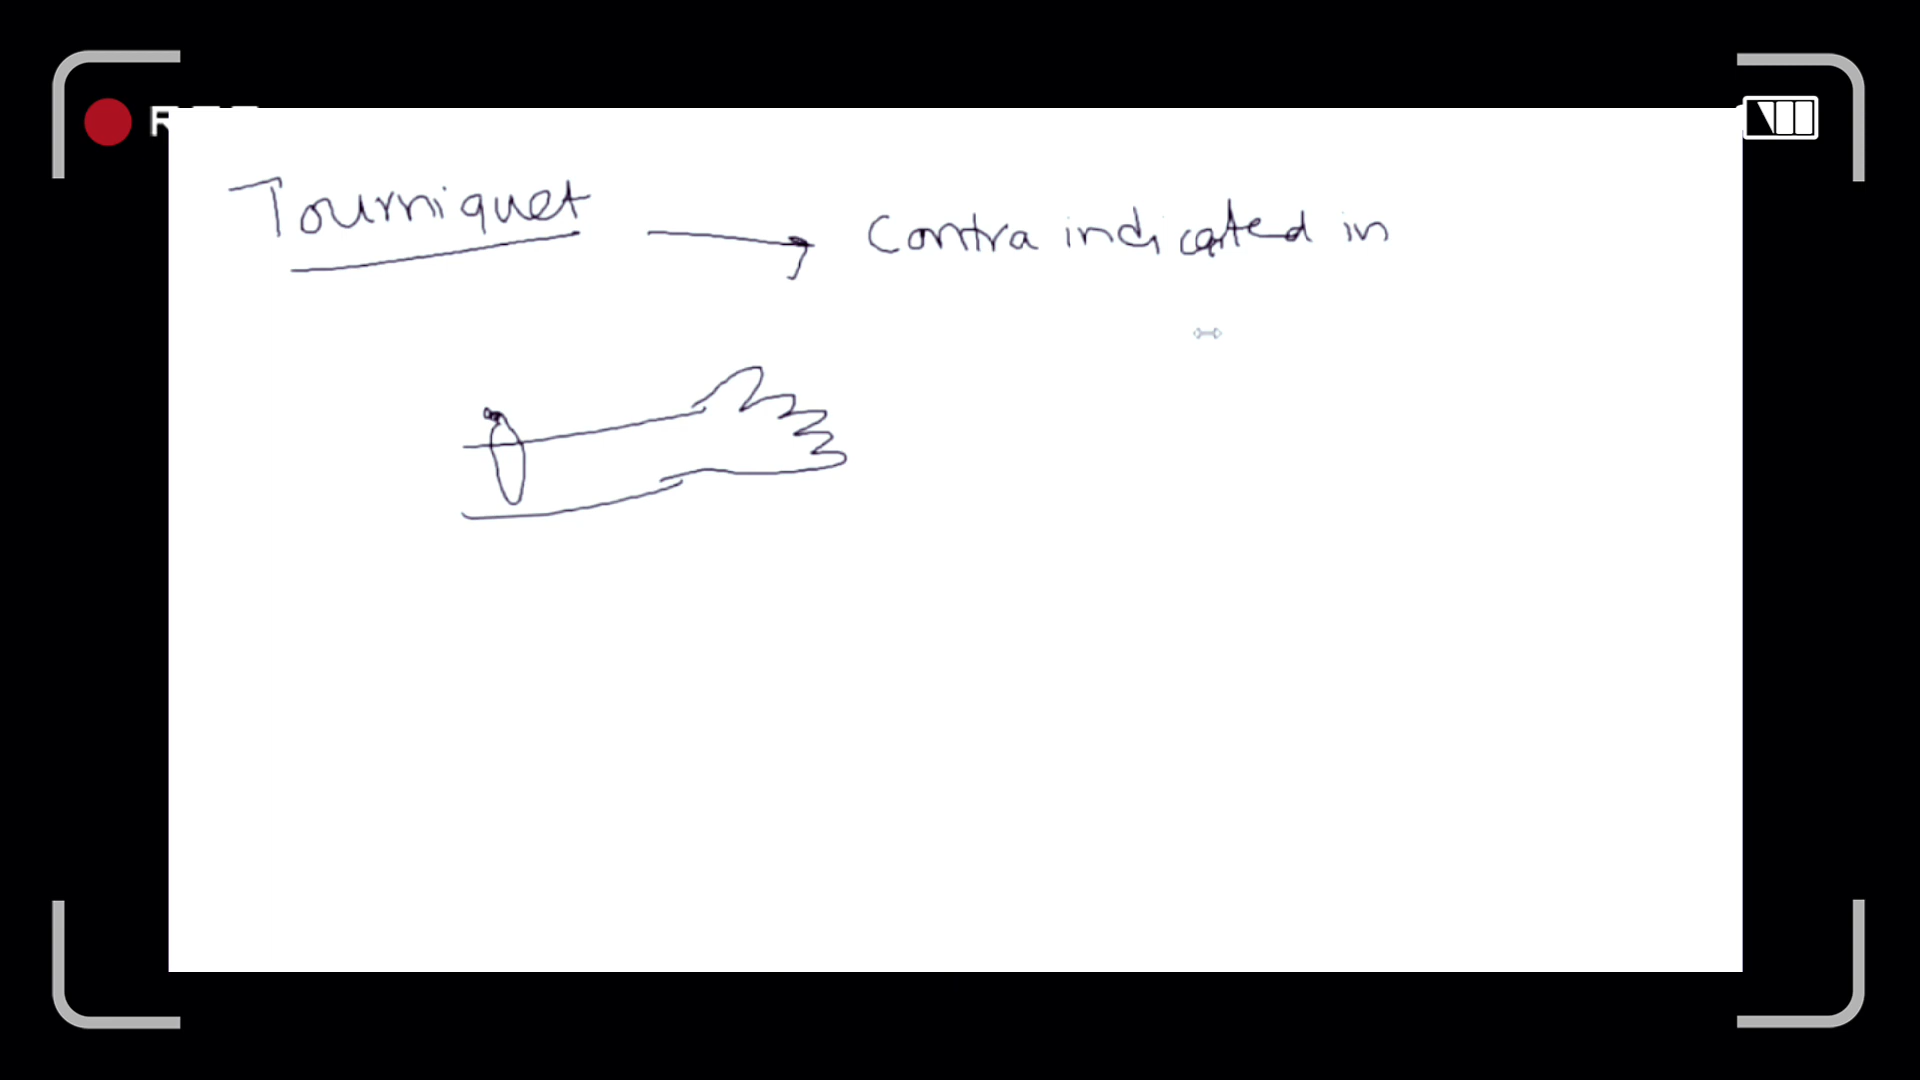 Tourniquet → Contra indicated in